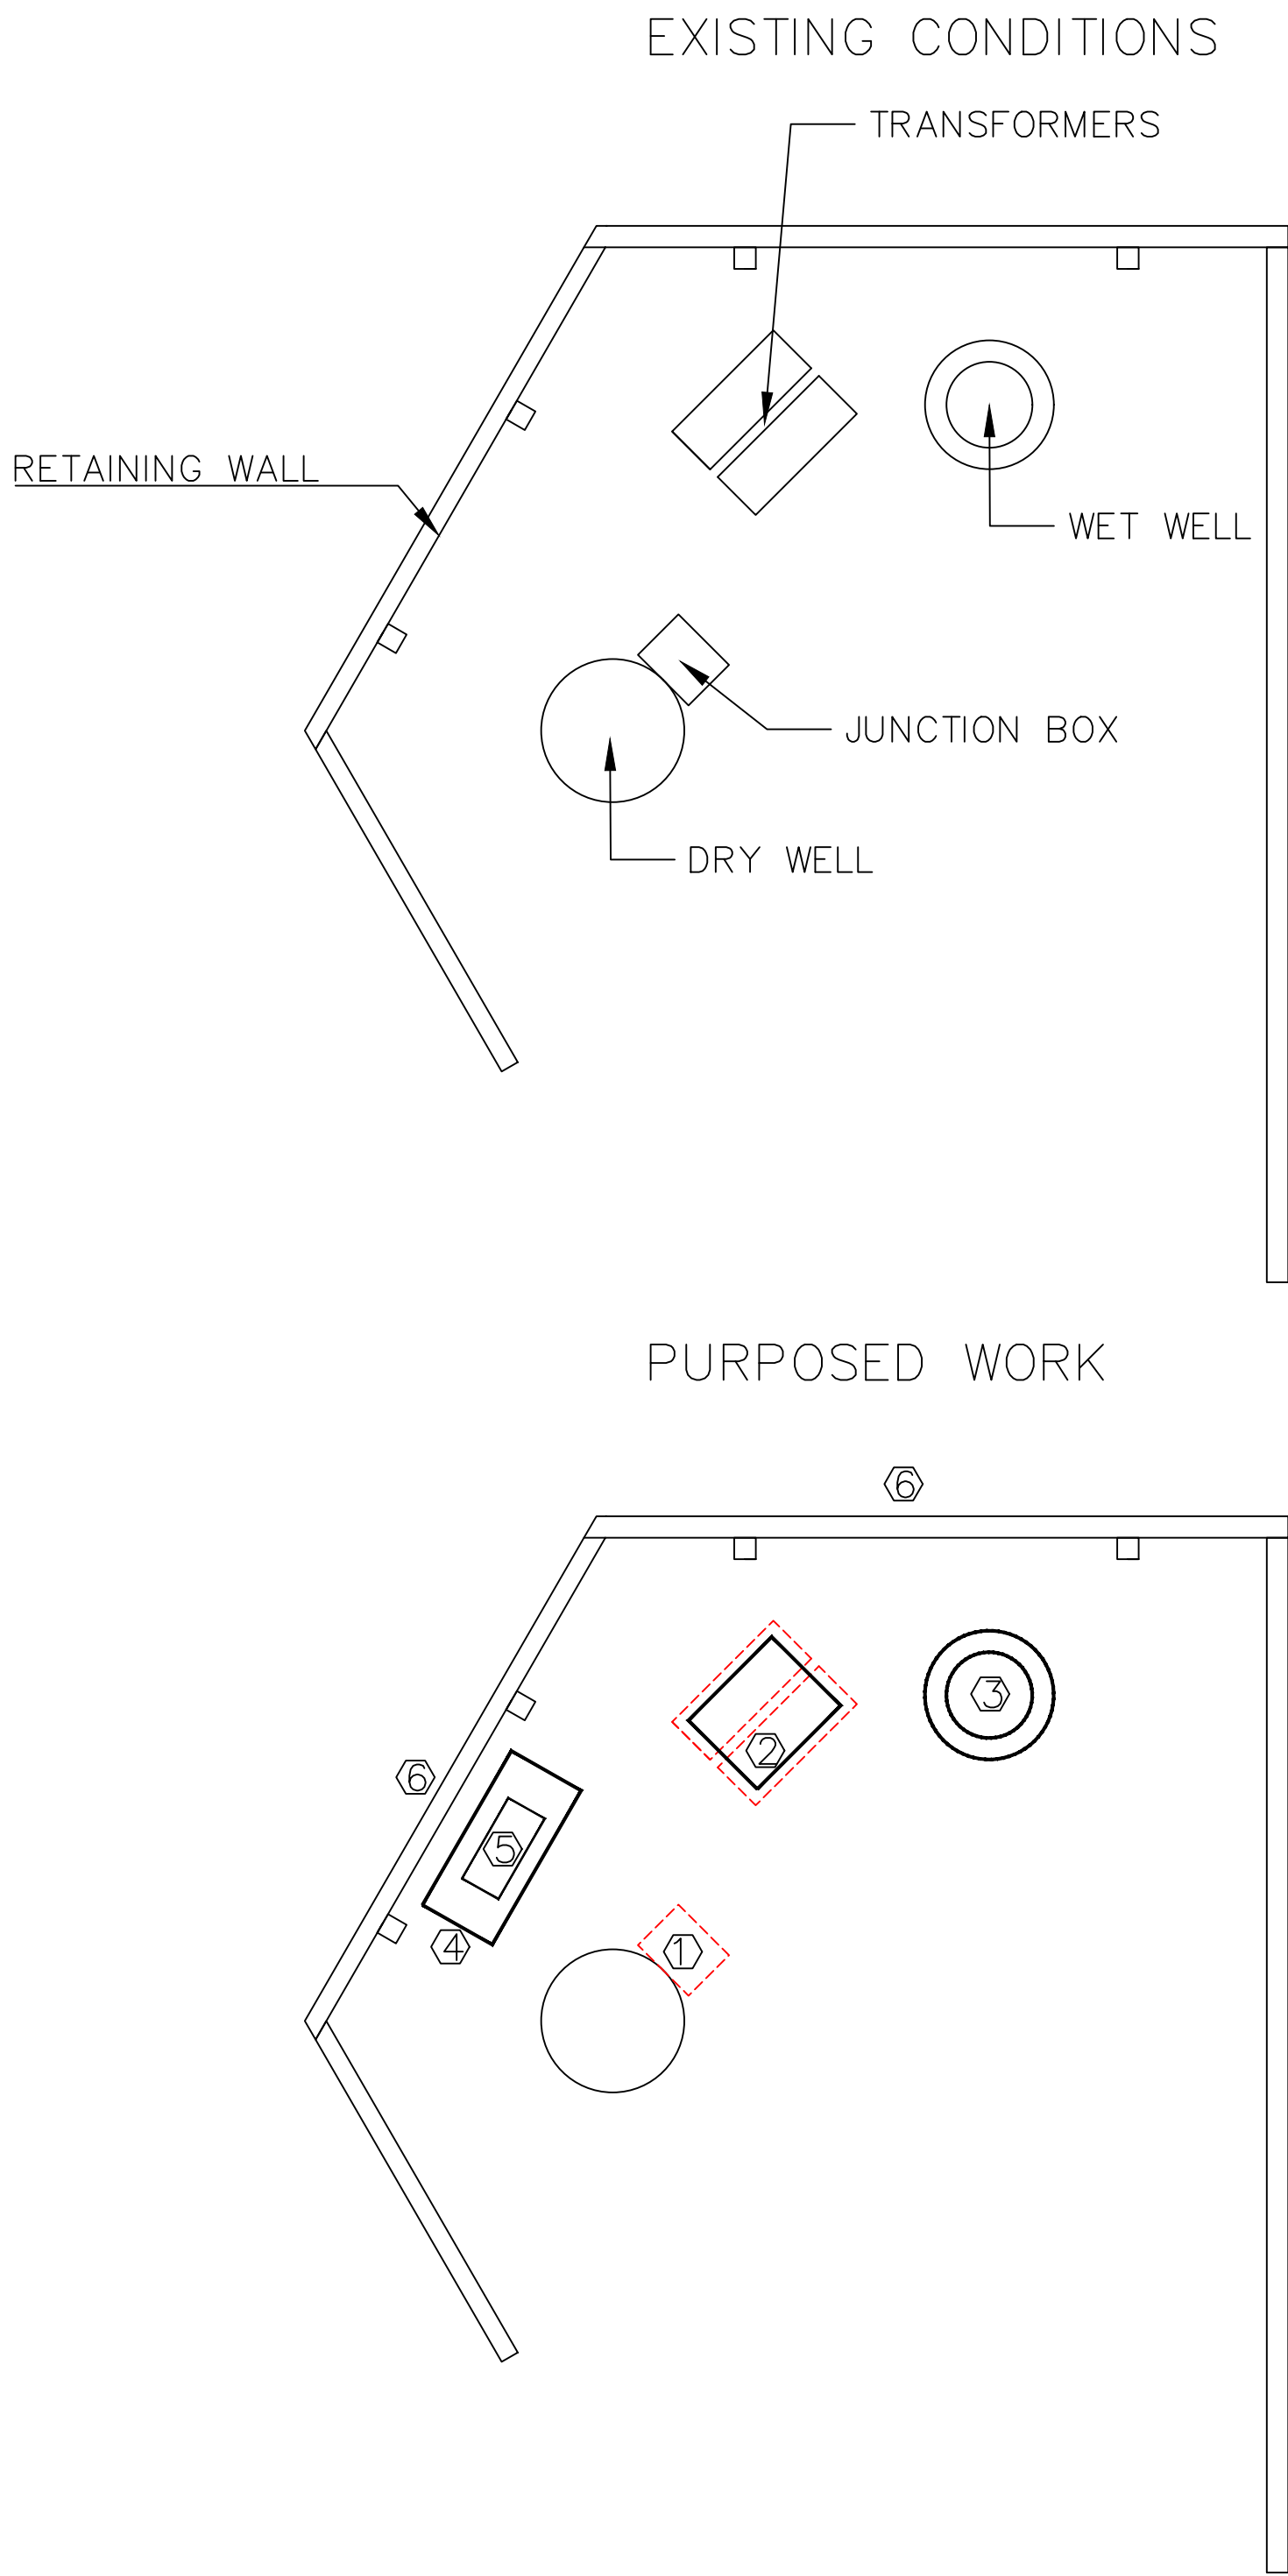 EXISTING CONDITIONS
TRANSFORMERS
RETAINING WALL
WET WELL
JUNCTION BOX
DRY WELL
PURPOSED WORK
6
3
2
6
5
4
1